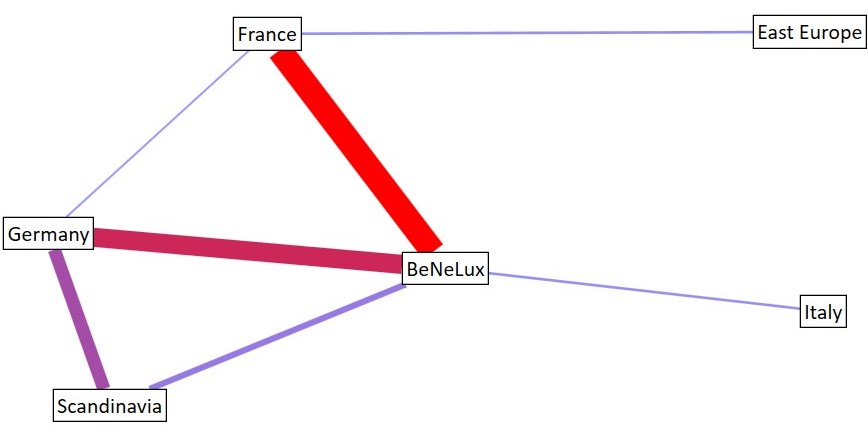 France
East Europe
Germany
BeNeLux
Italy
Scandinavia